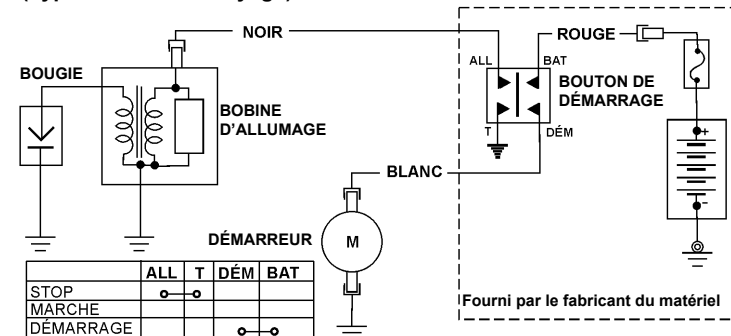 NOIR
ROUGE
ALL
BAT
BOUGIE
BOUTON DE
DÉMARRAGE
BOBINE
D'ALLUMAGE
T
DÉM
BLANC
+
-
DÉMARREUR
M
ALL T DÉM BAT
STOP
MARCHE
DÉMARRAGE
Fourni par le fabricant du matériel